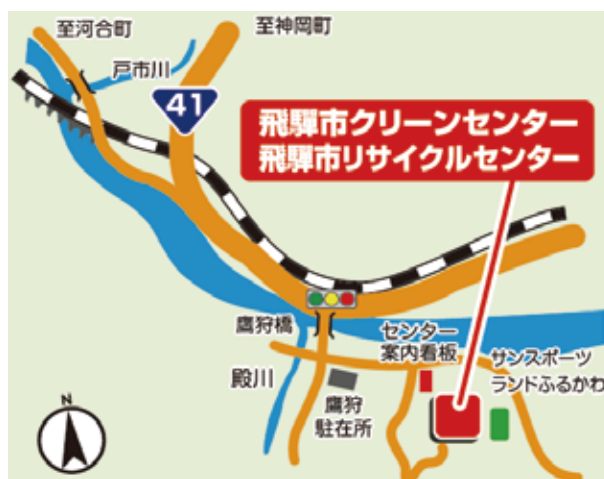 至河合町
至神岡町
戸市川
41
飛騨市クリーンセンター
飛騨市リサイクルセンター
鷹狩橋
センター
案内看板
サンスポーツ
ランドふるかわ
殿川
鷹狩
駐在所
N